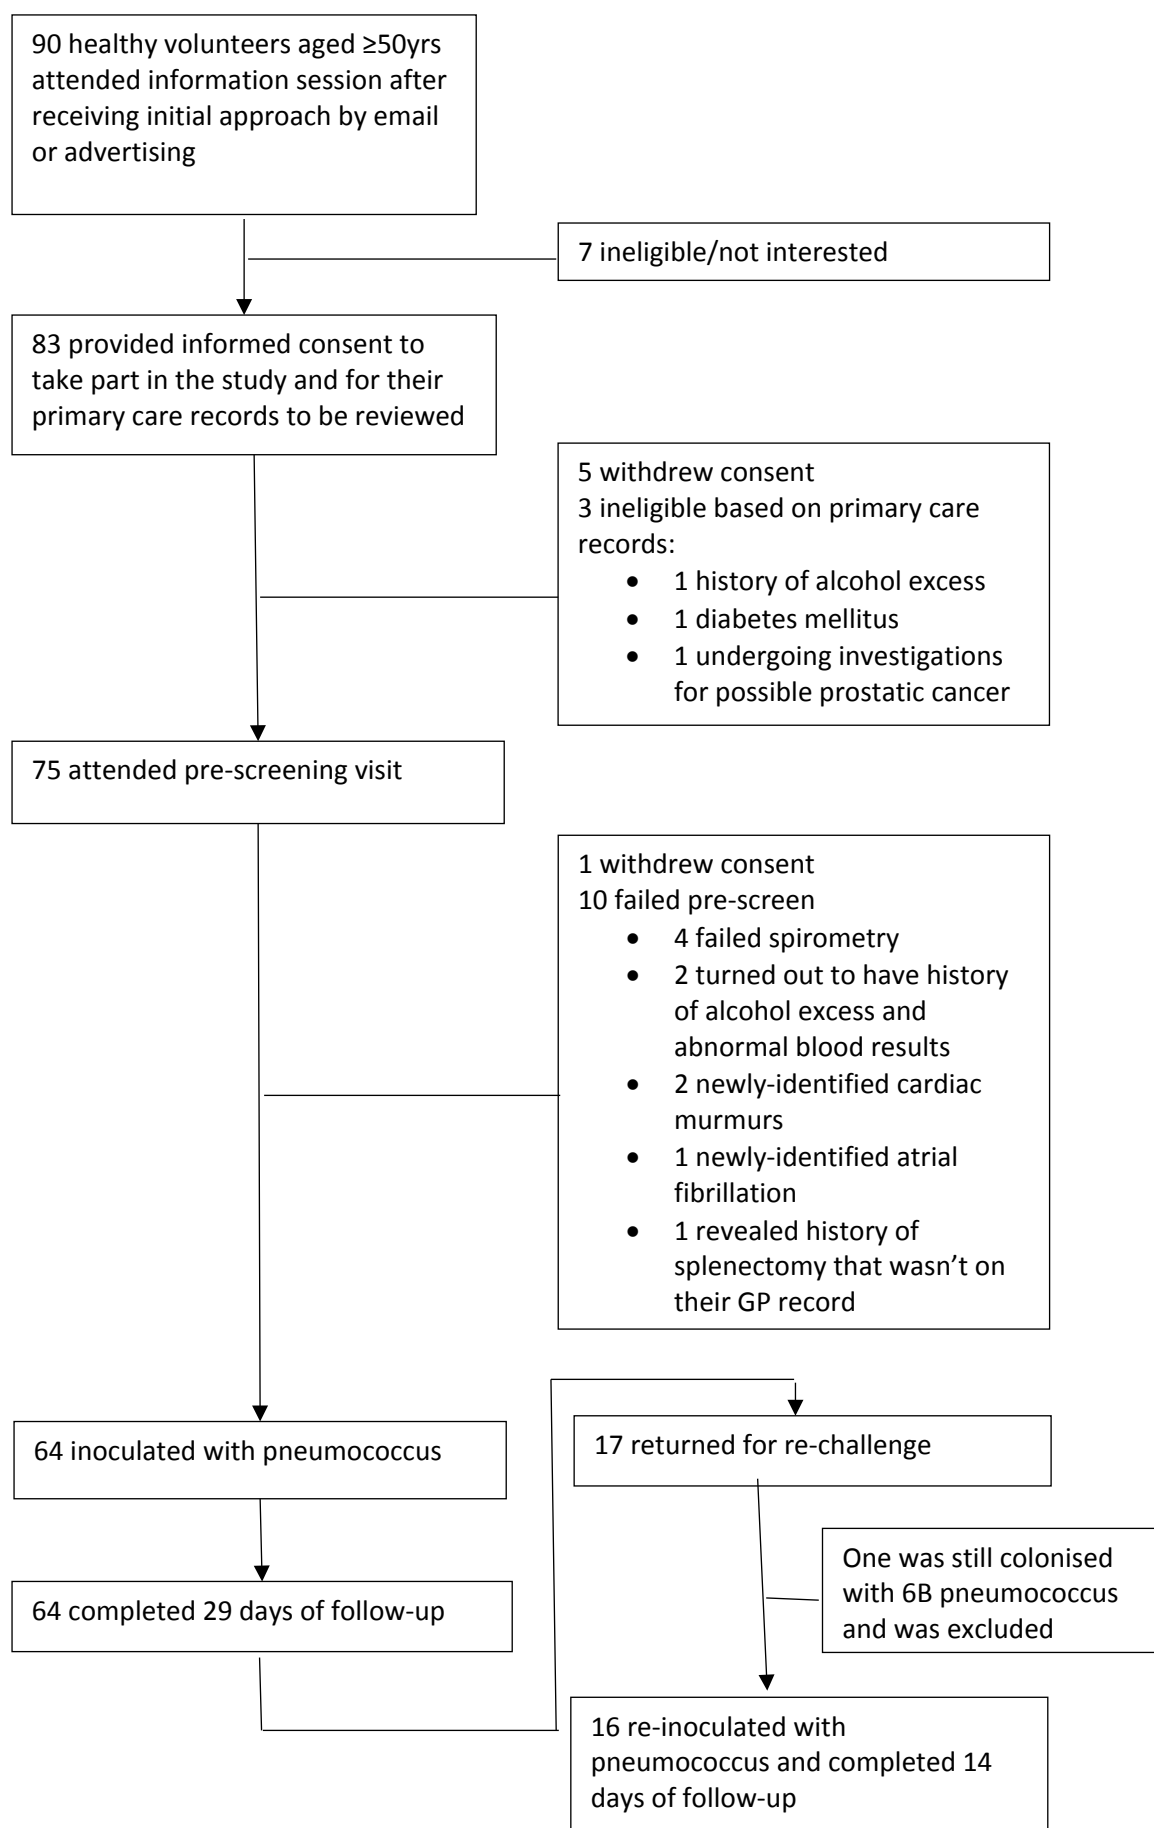 90 healthy volunteers aged ≥50yrs
attended information session after
receiving initial approach by email
or advertising
7 ineligible/not interested
83 provided informed consent to
take part in the study and for their
primary care records to be reviewed
5 withdrew consent
3 ineligible based on primary care
records:
• 1 history of alcohol excess
• 1 diabetes mellitus
• 1 undergoing investigations
for possible prostatic cancer
75 attended pre-screening visit
1 withdrew consent
10 failed pre-screen
• 4 failed spirometry
• 2 turned out to have history
of alcohol excess and
abnormal blood results
• 2 newly-identified cardiac
murmurs
• 1 newly-identified atrial
fibrillation
• 1 revealed history of
splenectomy that wasn’t on
their GP record
64 inoculated with pneumococcus
64 completed 29 days of follow-up
17 returned for re-challenge
One was still colonised
with 6B pneumococcus
and was excluded
16 re-inoculated with
pneumococcus and completed 14
days of follow-up